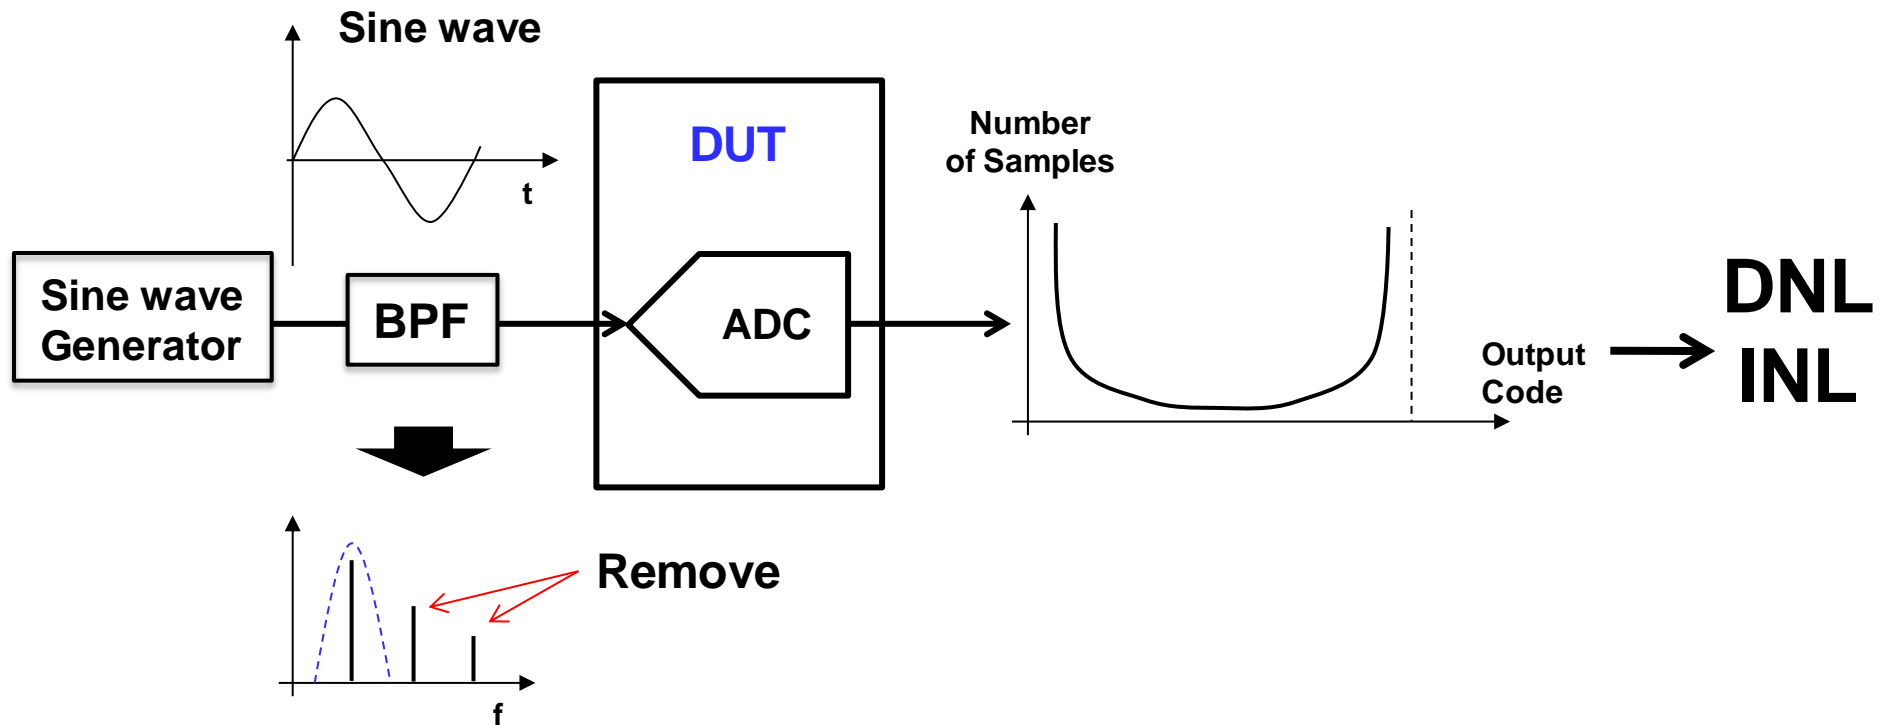 Sine wave
t
Sine wave
Generator
BPF
DUT
ADC
Number
of Samples
Output
Code
DNL
INL
Remove
f